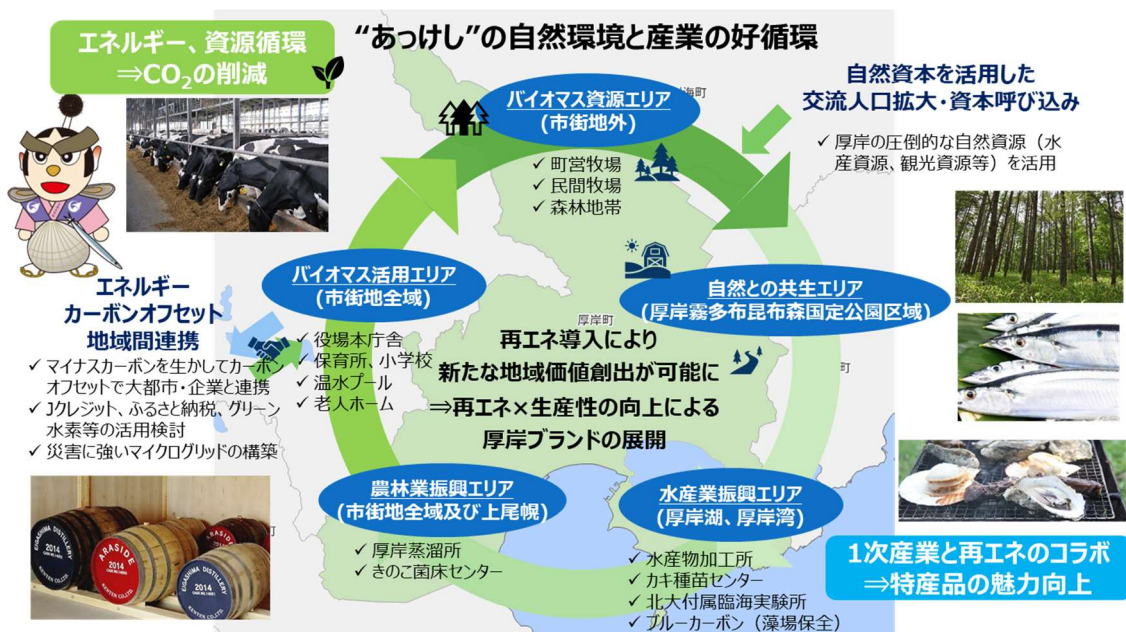 “あっけし”の自然環境と産業の好循環
エネルギー、資源循環
⇒CO₂の削減
バイオマス資源エリア
(市街地外)
✓ 町営牧場
✓ 民間牧場
✓ 森林地帯
自然資本を活用した
交流人口拡大・資本呼び込み
✓ 厚岸の圧倒的な自然資源（水
産資源、観光資源等）を活用
バイオマス活用エリア
(市街地全域)
✓ 役場本庁舎
✓ 保育所、小学校
✓ 温水プール
✓ 老人ホーム
自然との共生エリア
(厚岸霧多布昆布森国定公園区域)
エネルギー
カーボンオフセット
地域間連携
✓ マイナスカーボンを生かしてカーボン
オフセットで大都市・企業と連携
✓ Jクレジット、ふるさと納税、グリーン
水素等の活用検討
✓ 災害に強いマイクログリッドの構築
厚岸町
再エネ導入により
新たな地域価値創出が可能に
⇒再エネ×生産性の向上による
厚岸ブランドの展開
農林業振興エリア
(市街地全域及び上尾幌)
✓ 厚岸蒸溜所
✓ きのこ菌床センター
水産業振興エリア
(厚岸湖、厚岸湾)
✓ 水産物加工所
✓ カキ種苗センター
✓ 北大付属臨海実験所
✓ ブルーカーボン（藻場保全）
1次産業と再エネのコラボ
⇒特産品の魅力向上
EIGASHIMA DISTILLERY
2014
KENTEN CO.,LTD.
ARASIDE
2014
KENTEN CO.,LTD.
EIGASHIMA DISTILLERY
2014
KENTEN CO.,LTD.